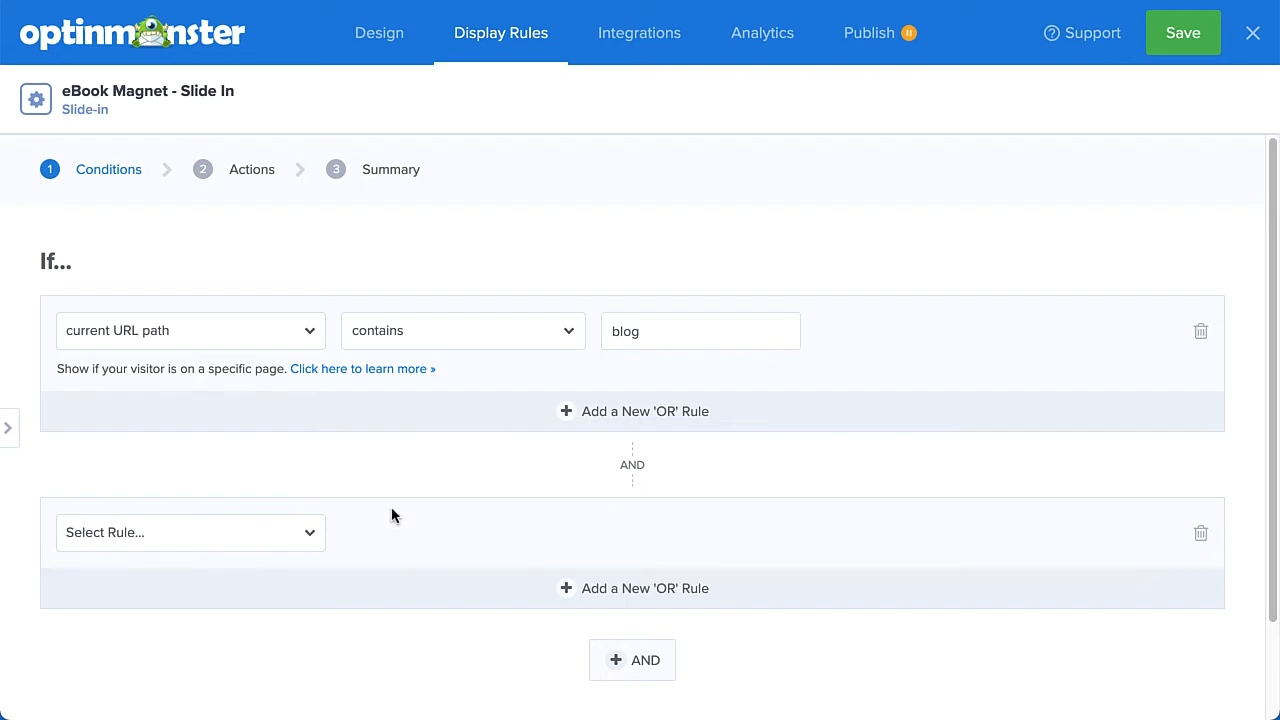 optinmonster Design Display Rules Integrations Analytics Publish Support Save
eBook Magnet - Slide In
Slide-in
1 Conditions 2 Actions 3 Summary
If...
current URL path contains blog
Show if your visitor is on a specific page. Click here to learn more »
+ Add a New 'OR' Rule
AND
Select Rule...
+ Add a New 'OR' Rule
+ AND